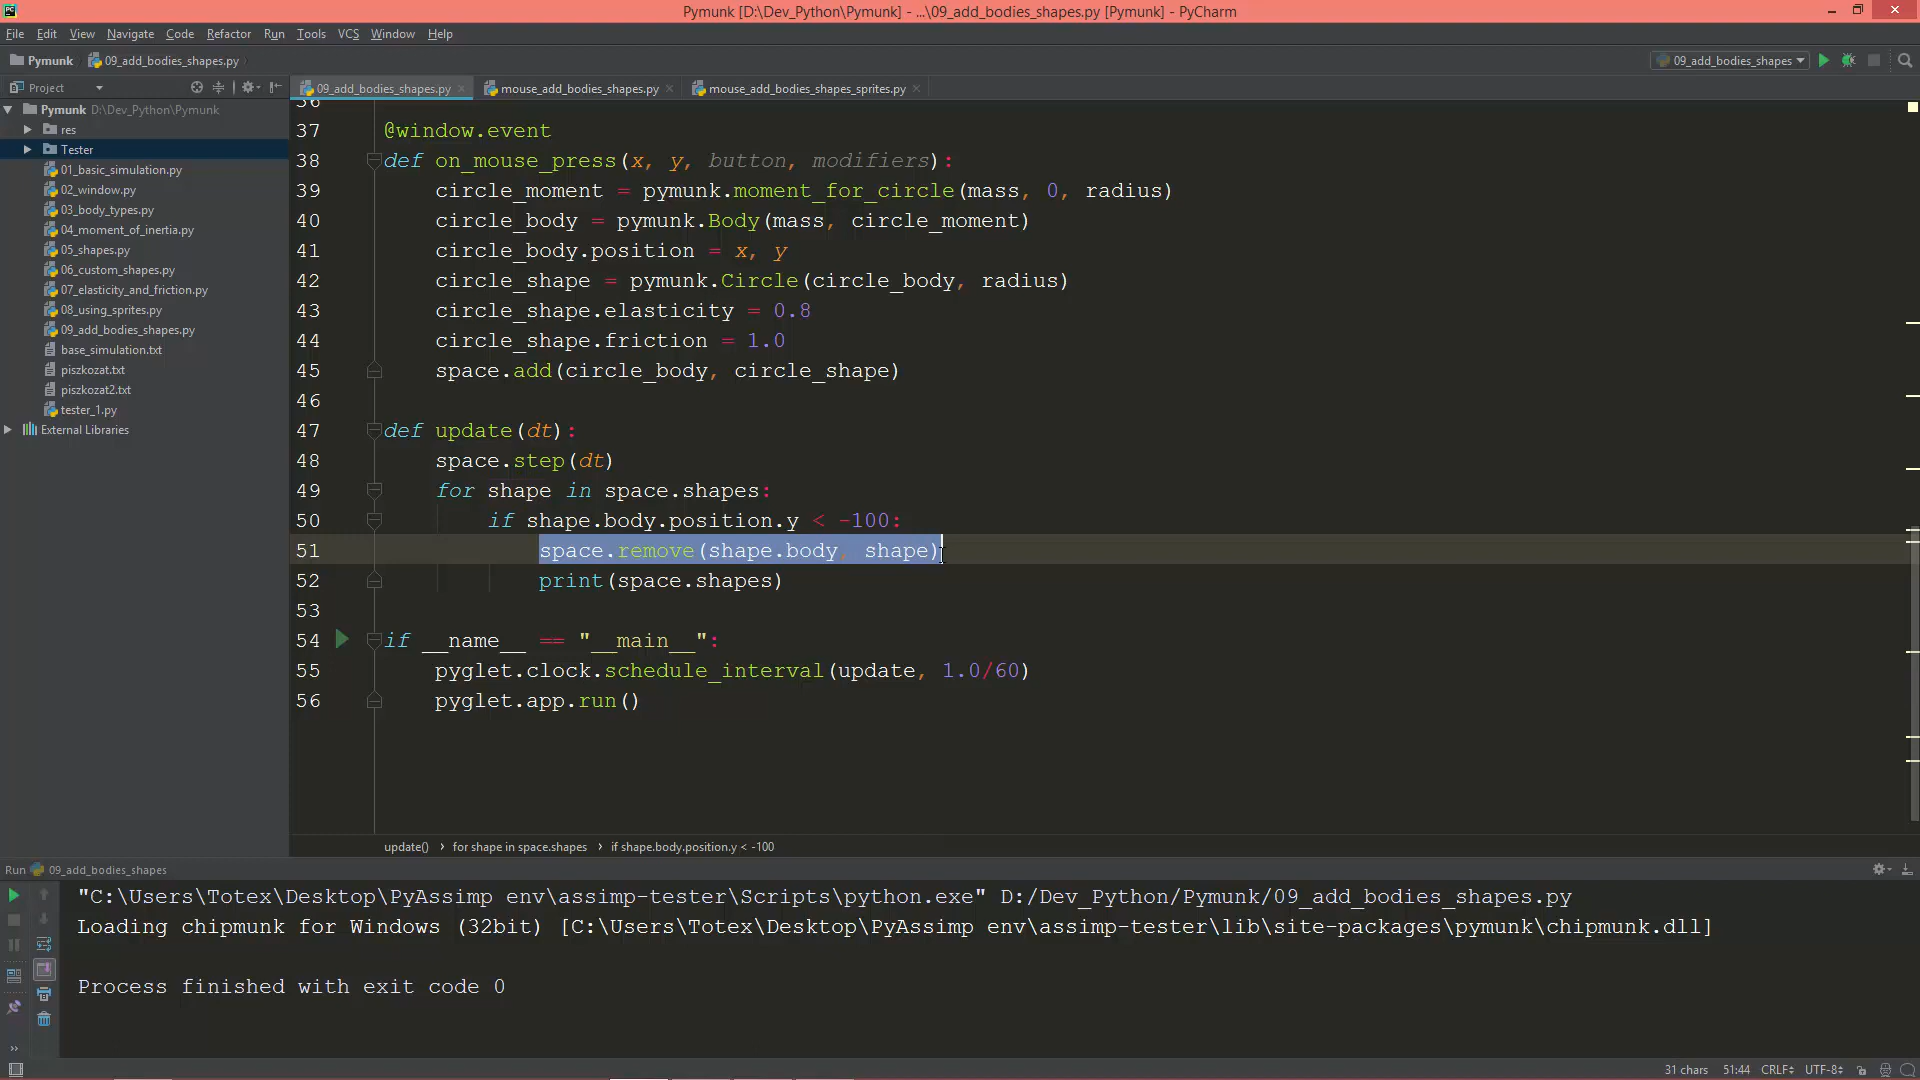 Pymunk [D:\Dev_Python\Pymunk] - ...\09_add_bodies_shapes.py [Pymunk] - PyCharm
File Edit View Navigate Code Refactor Run Tools VCS Window Help
Pymunk 09_add_bodies_shapes.py 09_add_bodies_shapes
Project 09_add_bodies_shapes.py mouse_add_bodies_shapes.py mouse_add_bodies_shapes_sprites.py
Pymunk D:\Dev_Python\Pymunk
res
Tester
01_basic_simulation.py
02_window.py
03_body_types.py
04_moment_of_inertia.py
05_shapes.py
06_custom_shapes.py
07_elasticity_and_friction.py
08_using_sprites.py
09_add_bodies_shapes.py
base_simulation.txt
piszkozat.txt
piszkozat2.txt
tester_1.py
External Libraries
36
37 @window.event
38 def on_mouse_press(x, y, button, modifiers):
39 circle_moment = pymunk.moment_for_circle(mass, 0, radius)
40 circle_body = pymunk.Body(mass, circle_moment)
41 circle_body.position = x, y
42 circle_shape = pymunk.Circle(circle_body, radius)
43 circle_shape.elasticity = 0.8
44 circle_shape.friction = 1.0
45 space.add(circle_body, circle_shape)
46
47 def update(dt):
48 space.step(dt)
49 for shape in space.shapes:
50 if shape.body.position.y < -100:
51 space.remove(shape.body, shape)
52 print(space.shapes)
53
54 if __name__ == "__main__":
55 pyglet.clock.schedule_interval(update, 1.0/60)
56 pyglet.app.run()
update() › for shape in space.shapes › if shape.body.position.y < -100
Run 09_add_bodies_shapes
"C:\Users\Totex\Desktop\PyAssimp env\assimp-tester\Scripts\python.exe" D:/Dev_Python/Pymunk/09_add_bodies_shapes.py
Loading chipmunk for Windows (32bit) [C:\Users\Totex\Desktop\PyAssimp env\assimp-tester\lib\site-packages\pymunk\chipmunk.dll]
Process finished with exit code 0
31 chars 51:44 CRLF UTF-8